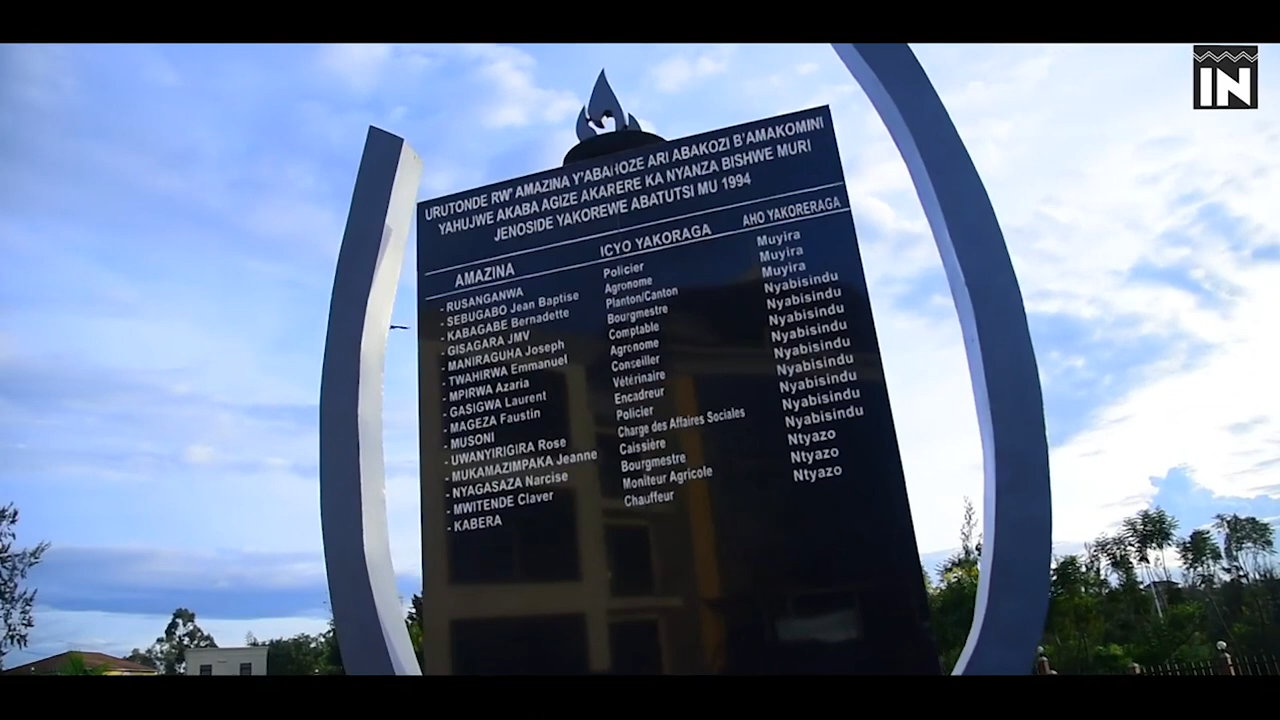 IN
URUTONDE RW' AMAZINA Y'ABAHOZE ARI ABAKOZI B'AMAKOMINI
YAHUJWE AKABA AGIZE AKARERE KA NYANZA BISHWE MURI
JENOSIDE YAKOREWE ABATUTSI MU 1994
AMAZINA ICYO YAKORAGA AHO YAKORERAGA
- RUSANGANWA Policier Muyira
- SEBUGABO Jean Baptise Agronome Muyira
- KABAGABE Bernadette Planton/Canton Muyira
- GISAGARA JMV Bourgmestre Nyabisindu
- MANIRAGUHA Joseph Comptable Nyabisindu
- TWAHIRWA Emmanuel Agronome Nyabisindu
- MPIRWA Azaria Conseiller Nyabisindu
- GASIGWA Laurent Vétérinaire Nyabisindu
- MAGEZA Faustin Encadreur Nyabisindu
- MUSONI Policier Nyabisindu
- UWANYIRIGIRA Rose Charge des Affaires Sociales Nyabisindu
- MUKAMAZIMPAKA Jeanne Caissière Nyabisindu
- NYAGASAZA Narcise Bourgmestre Ntyazo
- MWITENDE Claver Moniteur Agricole Ntyazo
- KABERA Chauffeur Ntyazo